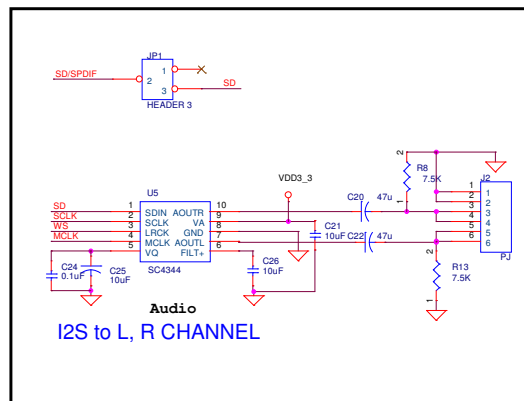 JP1
SD/SPDIF
1
2
3
SD
HEADER 3
VDD3_3
U5
SD
SCLK
WS
MCLK
1
2
3
4
5
SDIN
SCLK
LRCK
MCLK
VQ
AOUTR
VA
GND
AOUTL
FILT+
10
9
8
7
6
SC4344
C24
0.1uF
C25
10uF
C26
10uF
C21
10uF
C20
47u
C22
47u
2
R8
7.5K
1
2
R13
7.5K
1
J2
1
2
3
4
5
6
1
2
3
4
5
6
PJ
Audio
I2S to L, R CHANNEL